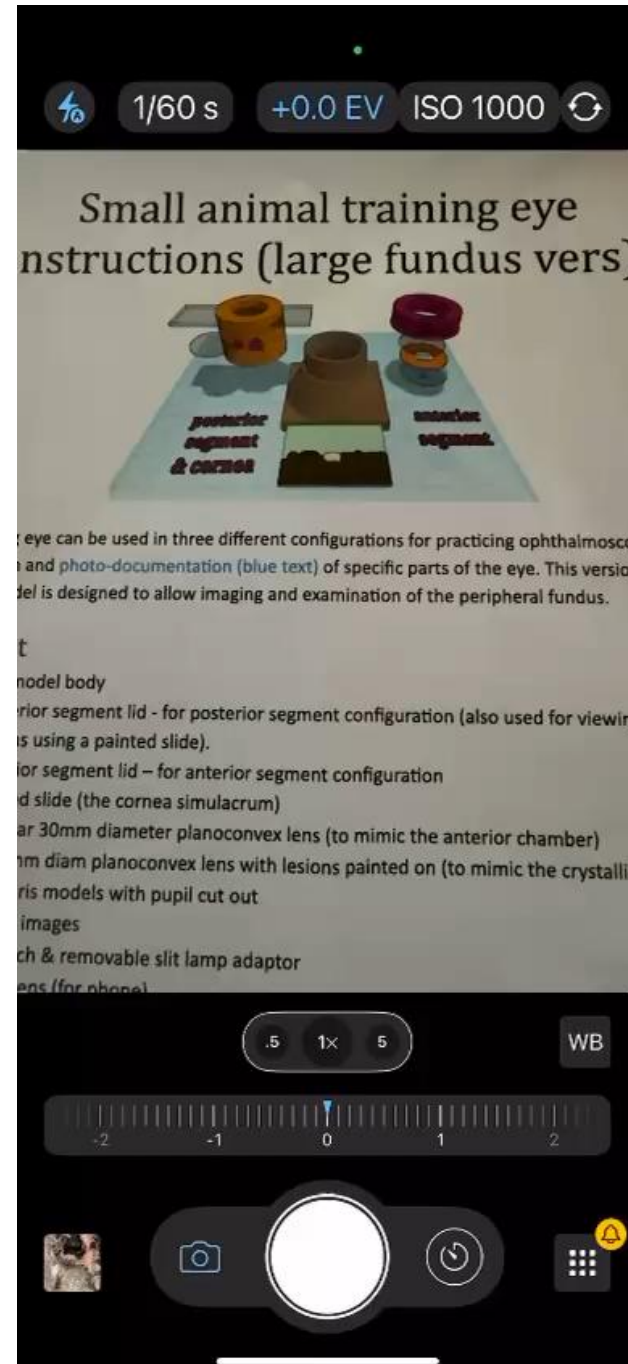 1/60 s
+0.0 EV
ISO 1000
Small animal training eye
nstructions (large fundus vers)
posterior
segment
& cornea
anterior
segment
eye can be used in three different configurations for practicing ophthalmosc
and photo-documentation (blue text) of specific parts of the eye. This versio
del is designed to allow imaging and examination of the peripheral fundus.
t
model body
rior segment lid - for posterior segment configuration (also used for viewin
s using a painted slide).
ior segment lid – for anterior segment configuration
d slide (the cornea simulacrum)
ar 30mm diameter planoconvex lens (to mimic the anterior chamber)
mm diam planoconvex lens with lesions painted on (to mimic the crystalli
ris models with pupil cut out
images
ch & removable slit lamp adaptor
ens (for phone)
.5
1×
5
WB
-2
-1
0
1
2